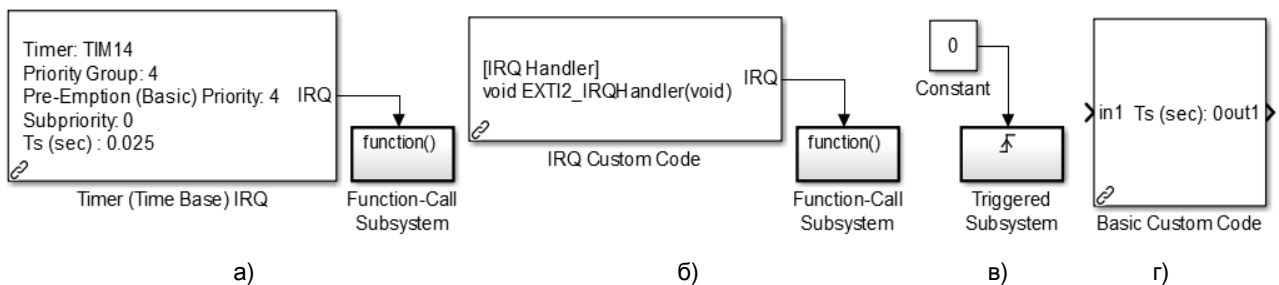 Timer: TIM14
Priority Group: 4
Pre-Emption (Basic) Priority: 4
Subpriority: 0
Ts (sec) : 0.025
IRQ
function()
Timer (Time Base) IRQ
Function-Call
Subsystem
[IRQ Handler]
void EXTI2_IRQHandler(void)
IRQ
function()
IRQ Custom Code
Function-Call
Subsystem
0
Constant
Triggered
Subsystem
in1 Ts (sec): 0out1
Basic Custom Code
а)
б)
в)
г)